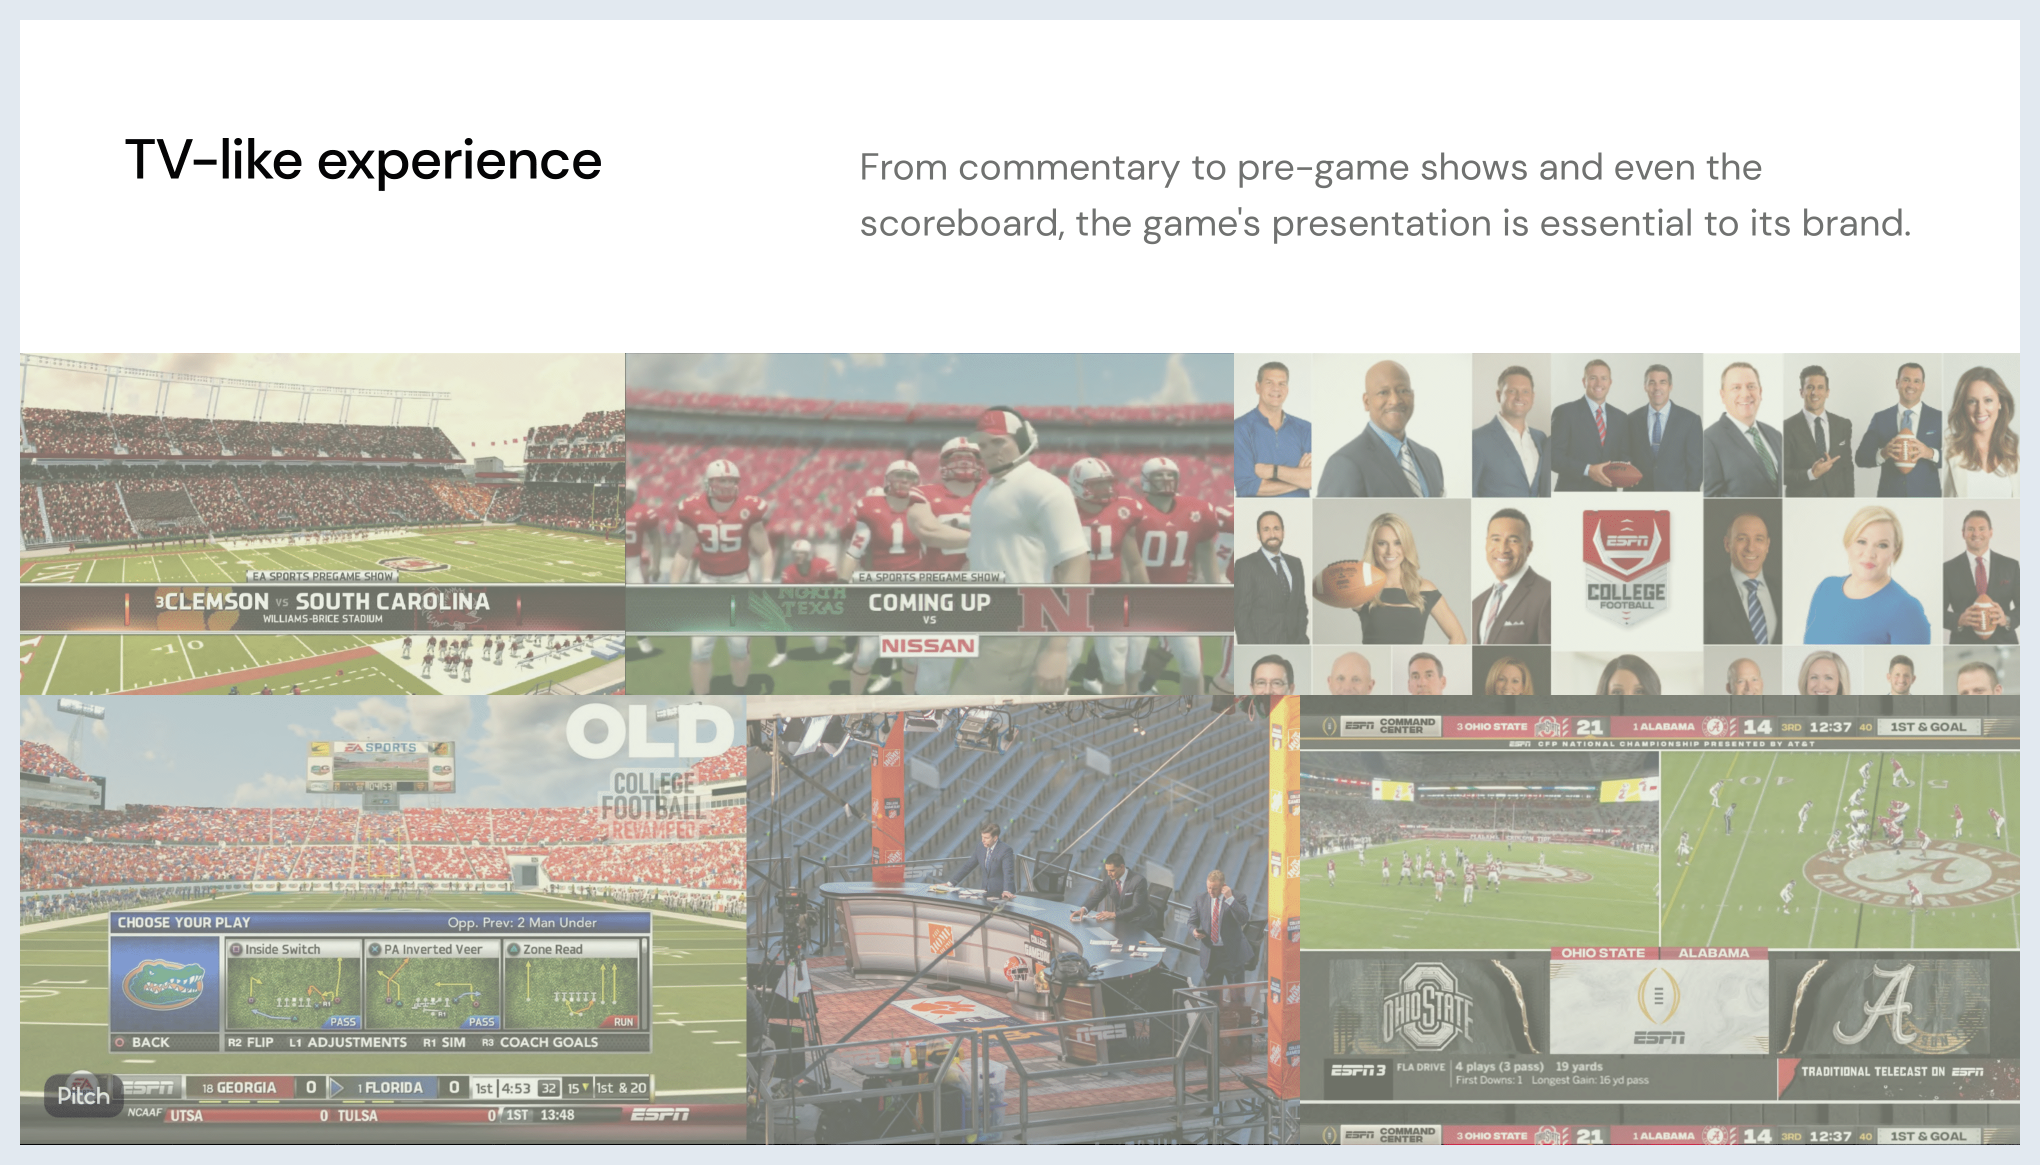 TV-like experience
From commentary to pre-game shows and even the
scoreboard, the game's presentation is essential to its brand.
EA SPORTS PREGAME SHOW
3CLEMSON VS SOUTH CAROLINA
WILLIAMS-BRICE STADIUM
35
1
11
01
EA SPORTS PREGAME SHOW
NORTH
TEXAS
COMING UP
N
VS
NISSAN
ESPN
COLLEGE
FOOTBALL
OLD
COLLEGE
FOOTBALL
REVAMPED
EA SPORTS
CHOOSE YOUR PLAY Opp. Prev: 2 Man Under
Inside Switch PA Inverted Veer Zone Read
PASS PASS RUN
BACK R2 FLIP L1 ADJUSTMENTS R1 SIM R3 COACH GOALS
ESPN 18 GEORGIA 0 1 FLORIDA 0 1st 4:53 32 15 1st & 20
NCAAF UTSA 0 TULSA 0 1ST 13:48 ESPN
Pitch
ESPN COMMAND CENTER 3 OHIO STATE 21 1 ALABAMA 14 3RD 12:37 40 1ST & GOAL
ESPN CFP NATIONAL CHAMPIONSHIP PRESENTED BY AT&T
OHIO STATE ALABAMA
OHIO STATE
ESPN
A
ESPN3 FLA DRIVE 4 plays (3 pass) 19 yards
First Downs: 1 Longest Gain: 16 yd pass
TRADITIONAL TELECAST ON ESPN
ESPN COMMAND CENTER 3 OHIO STATE 21 1 ALABAMA 14 3RD 12:37 40 1ST & GOAL